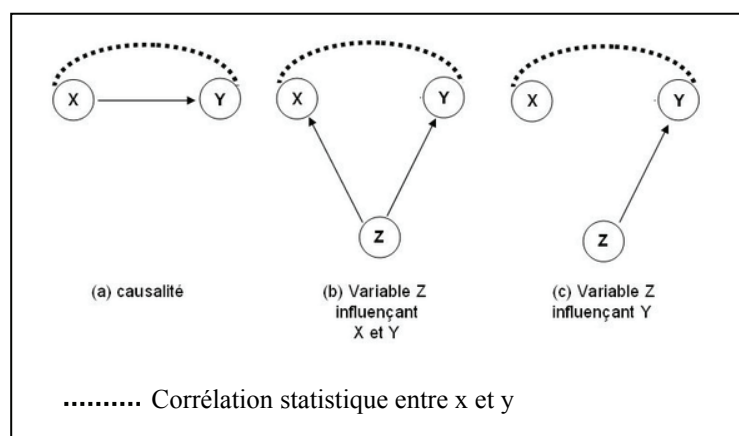 X Y X Y X Y
Z Z
(a) causalité (b) Variable Z (c) Variable Z
influençant influençant Y
X et Y
.......... Corrélation statistique entre x et y